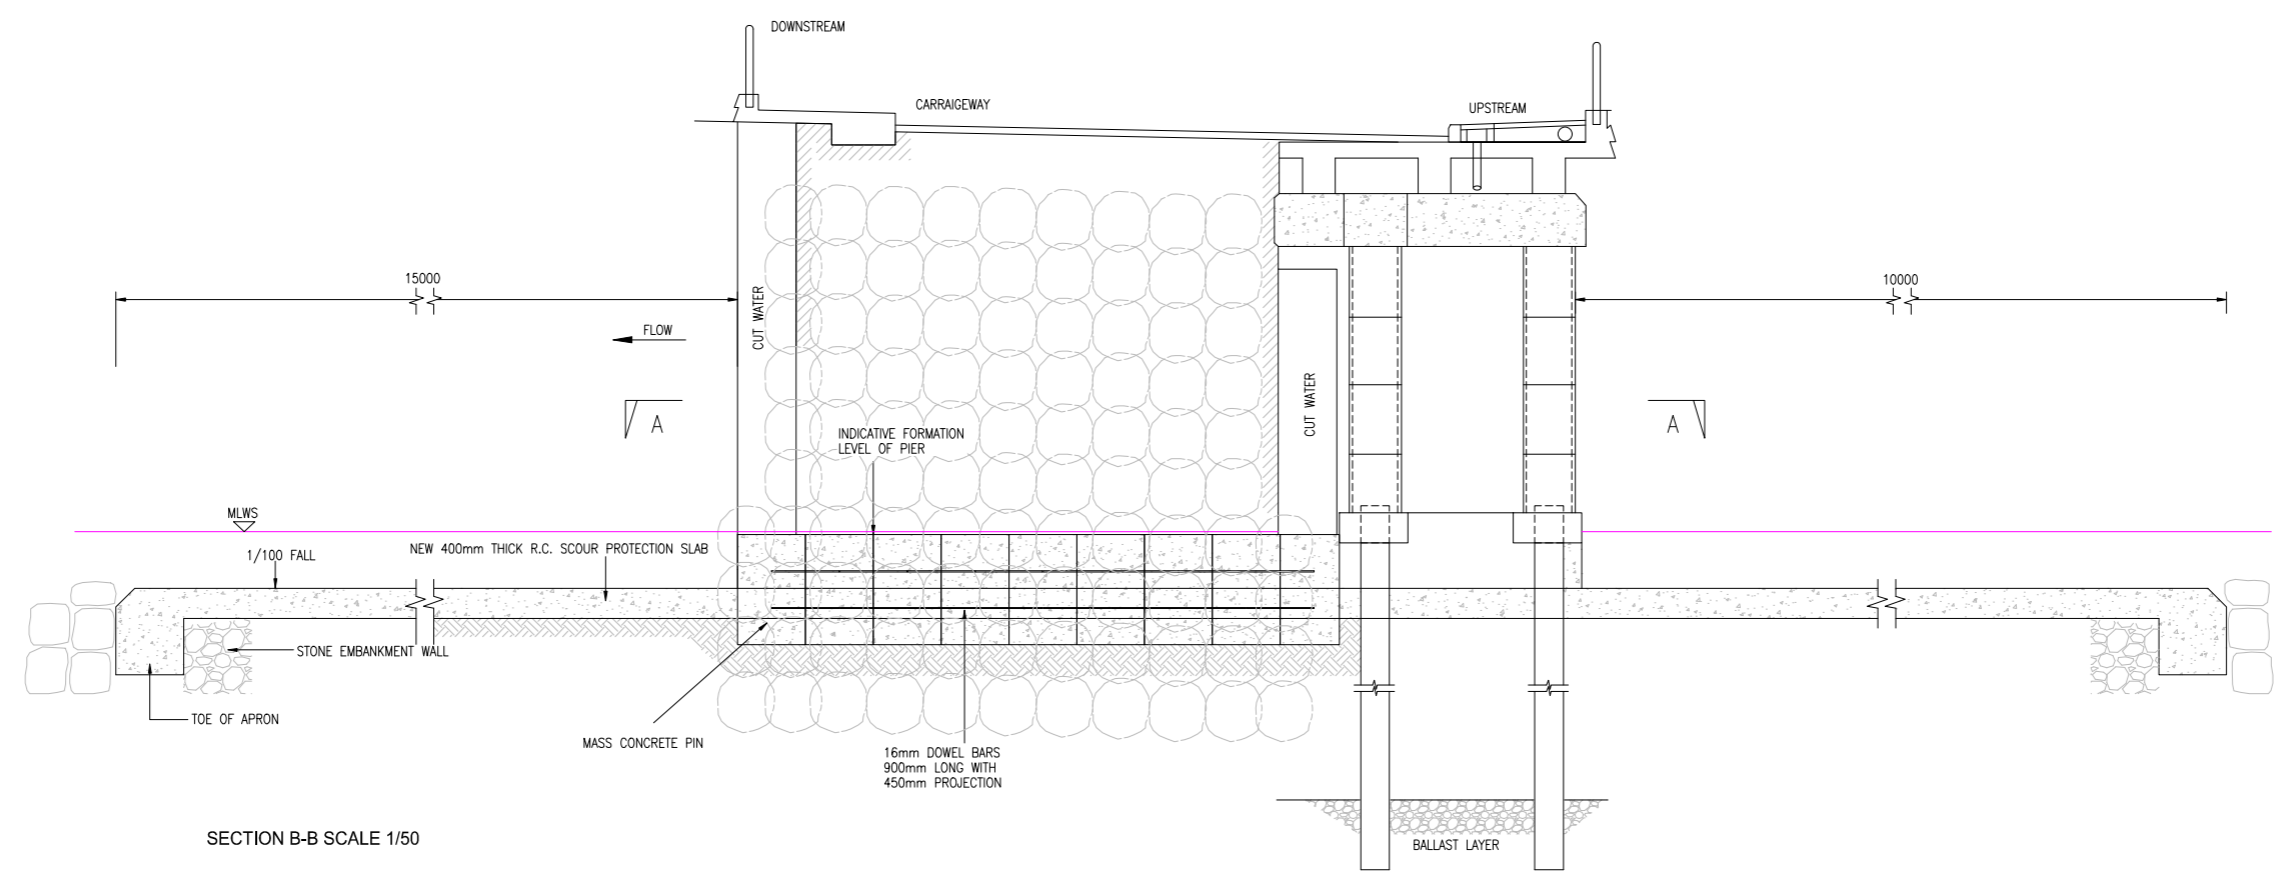 DOWNSTREAM
CARRAIGEWAY
UPSTREAM
15000
10000
CUT WATER
FLOW
A
A
CUT WATER
INDICATIVE FORMATION
LEVEL OF PIER
MLWS
1/100 FALL
NEW 400mm THICK R.C. SCOUR PROTECTION SLAB
STONE EMBANKMENT WALL
TOE OF APRON
MASS CONCRETE PIN
16mm DOWEL BARS
900mm LONG WITH
450mm PROJECTION
SECTION B-B SCALE 1/50
BALLAST LAYER